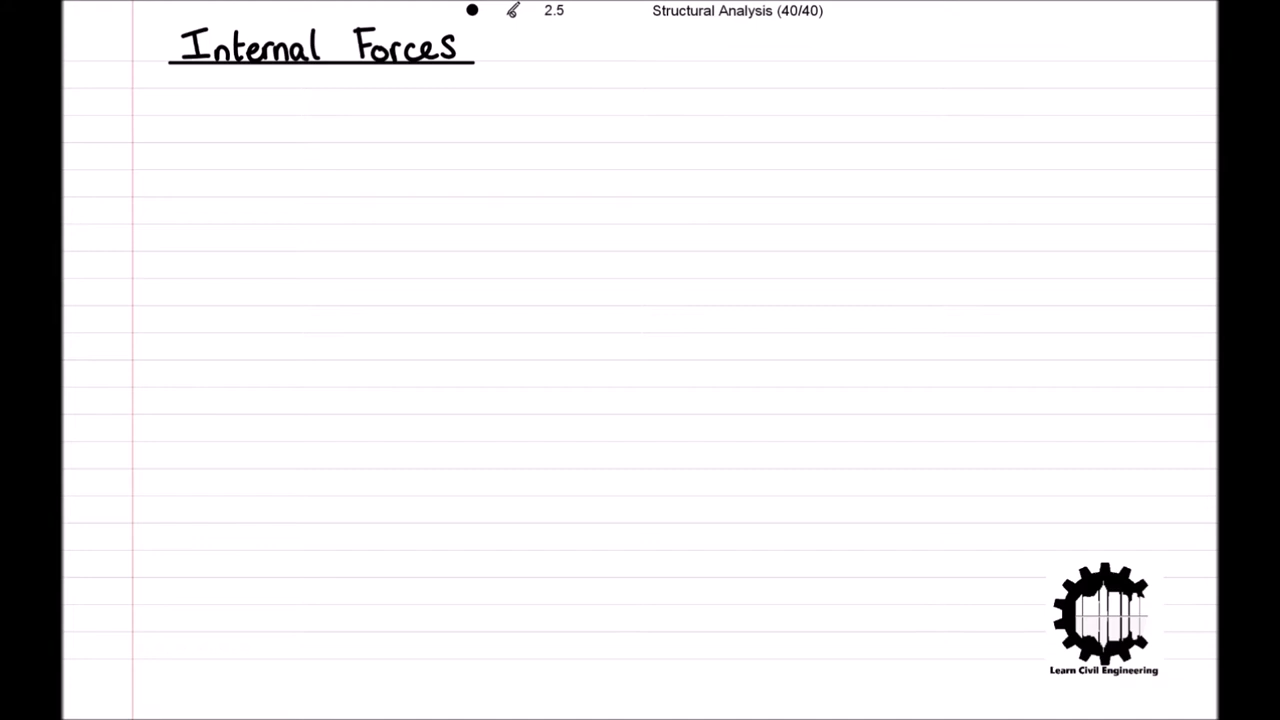 2.5 Structural Analysis (40/40)
Internal Forces
Learn Civil Engineering